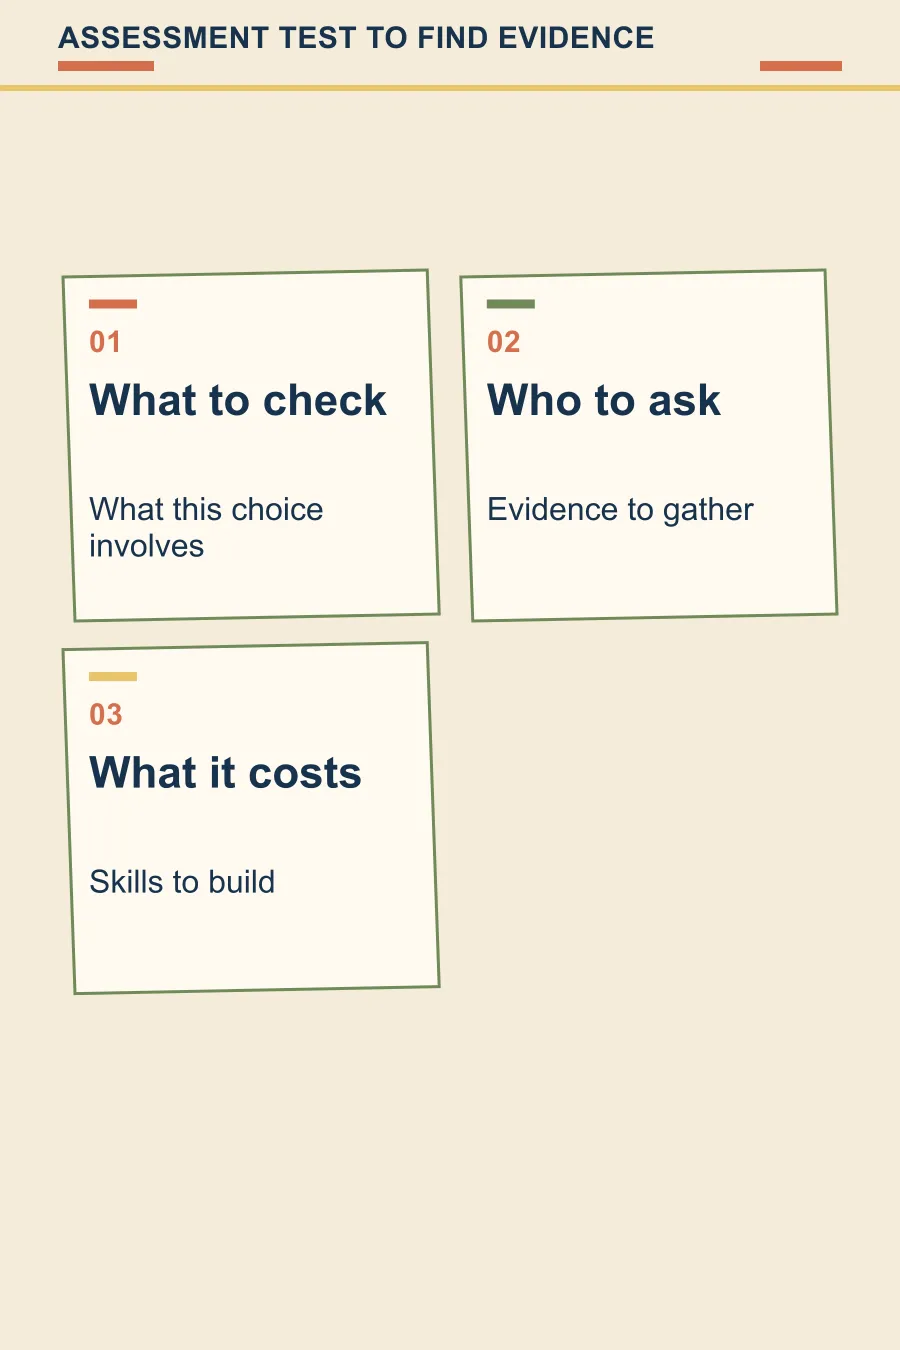 ASSESSMENT TEST TO FIND EVIDENCE
01
What to check
What this choice
involves
02
Who to ask
Evidence to gather
03
What it costs
Skills to build